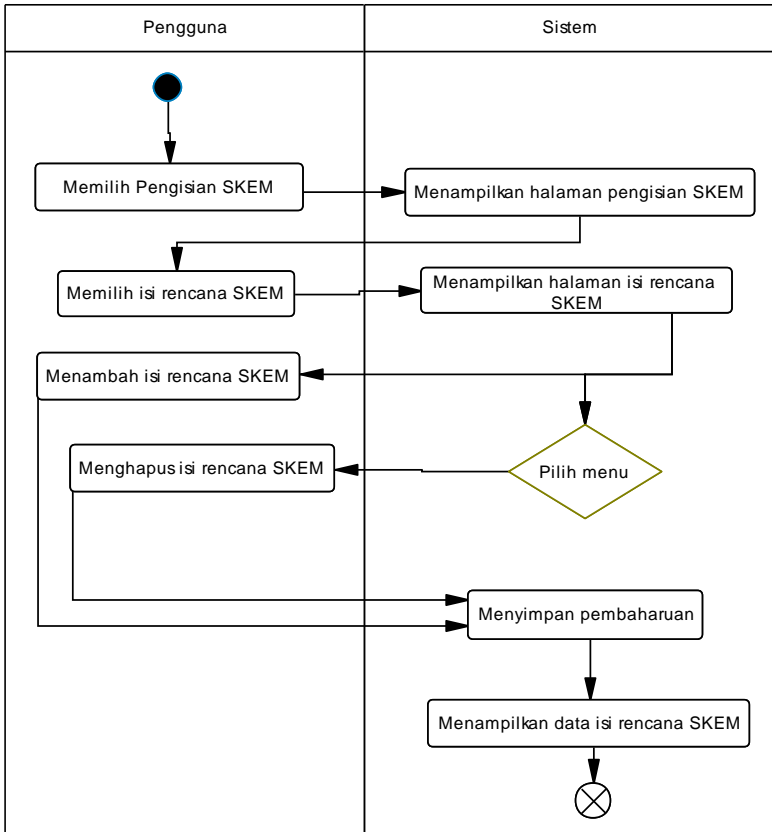 Pengguna
Sistem
Memilih Pengisian SKEM
Menampilkan halaman pengisian SKEM
Memilih isi rencana SKEM
Menampilkan halaman isi rencana
SKEM
Menambah isi rencana SKEM
Menghapus isi rencana SKEM
Pilih menu
Menyimpan pembaharuan
Menampilkan data isi rencana SKEM